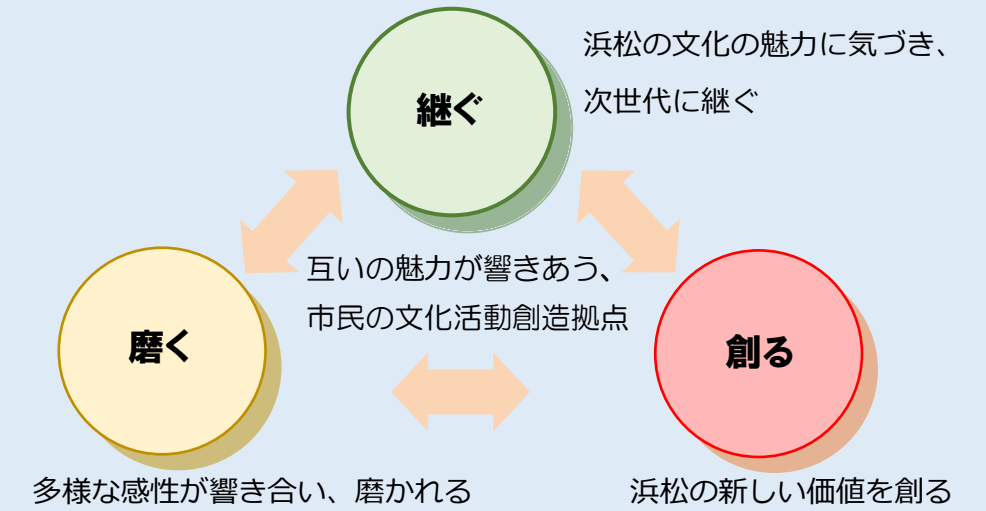 浜松の文化の魅力に気づき、
次世代に継ぐ
継ぐ
互いの魅力が響きあう、
市民の文化活動創造拠点
磨く
創る
多様な感性が響き合い、磨かれる
浜松の新しい価値を創る